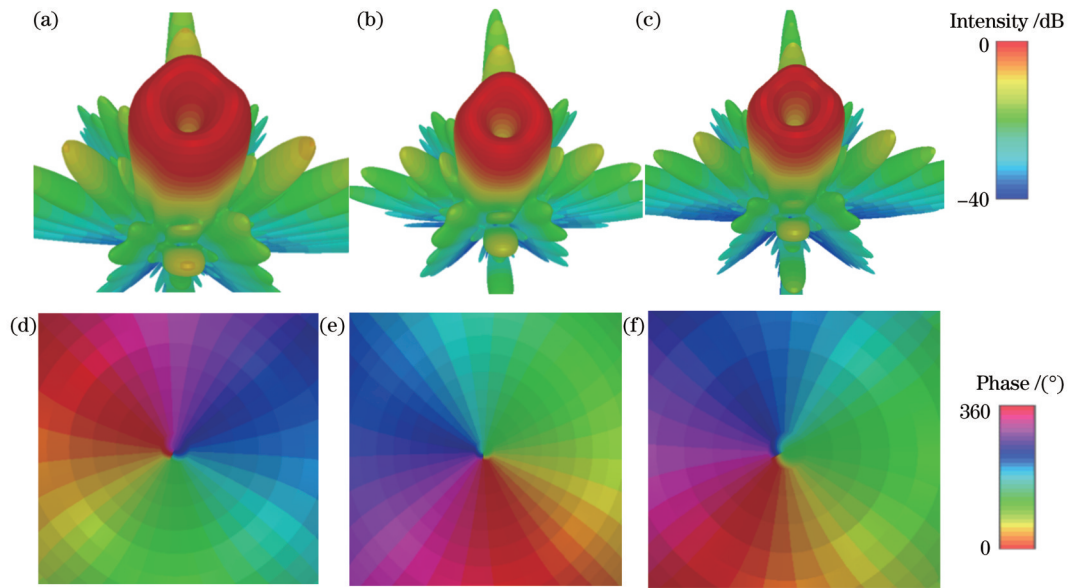 (a)
(b)
(c)
Intensity /dB
0
−40
(d)
(e)
(f)
Phase /(°)
360
0